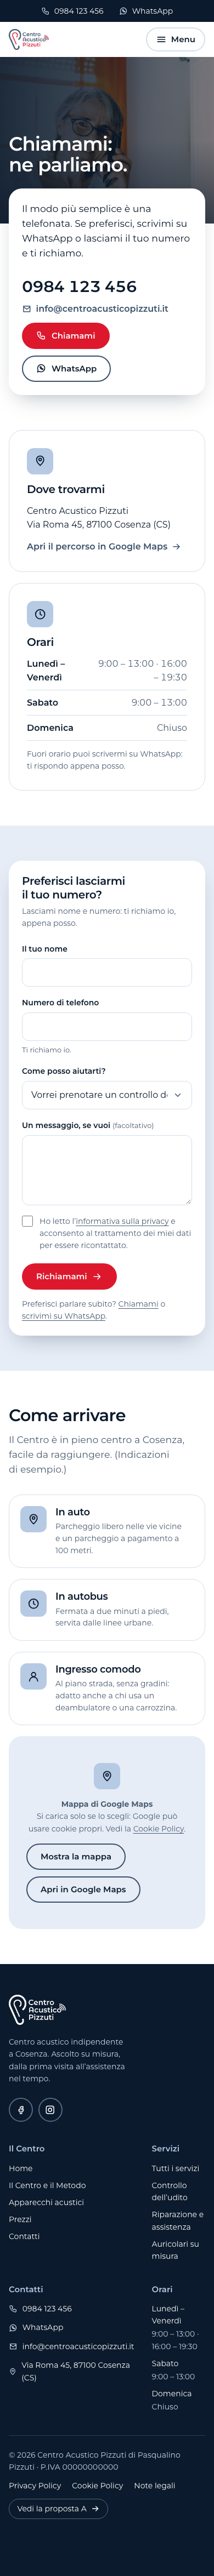 0984 123 456 WhatsApp
Centro
Acustico
Pizzuti
Menu
Chiamami:
ne parliamo.
Il modo più semplice è una
telefonata. Se preferisci, scrivimi su
WhatsApp o lasciami il tuo numero
e ti richiamo.
0984 123 456
info@centroacusticopizzuti.it
Chiamami
WhatsApp
Dove trovarmi
Centro Acustico Pizzuti
Via Roma 45, 87100 Cosenza (CS)
Apri il percorso in Google Maps →
Orari
Lunedì – 9:00 – 13:00 · 16:00
Venerdì – 19:30
Sabato 9:00 – 13:00
Domenica Chiuso
Fuori orario puoi scrivermi su WhatsApp:
ti rispondo appena posso.
Preferisci lasciarmi
il tuo numero?
Lasciami nome e numero: ti richiamo io,
appena posso.
Il tuo nome
Numero di telefono
Ti richiamo io.
Come posso aiutarti?
Vorrei prenotare un controllo d
Un messaggio, se vuoi (facoltativo)
Ho letto l'informativa sulla privacy e
acconsento al trattamento dei miei dati
per essere ricontattato.
Richiamami →
Preferisci parlare subito? Chiamami o
scrivimi su WhatsApp.
Come arrivare
Il Centro è in pieno centro a Cosenza,
facile da raggiungere. (Indicazioni
di esempio.)
In auto
Parcheggio libero nelle vie vicine
e un parcheggio a pagamento a
100 metri.
In autobus
Fermata a due minuti a piedi,
servita dalle linee urbane.
Ingresso comodo
Al piano strada, senza gradini:
adatto anche a chi usa un
deambulatore o una carrozzina.
Mappa di Google Maps
Si carica solo se lo scegli: Google può
usare cookie propri. Vedi la Cookie Policy.
Mostra la mappa
Apri in Google Maps
Centro
Acustico
Pizzuti
Centro acustico indipendente
a Cosenza. Ascolto su misura,
dalla prima visita all'assistenza
nel tempo.
Il Centro
Home
Il Centro e il Metodo
Apparecchi acustici
Prezzi
Contatti
Servizi
Tutti i servizi
Controllo
dell'udito
Riparazione e
assistenza
Auricolari su
misura
Contatti
0984 123 456
WhatsApp
info@centroacusticopizzuti.it
Via Roma 45, 87100 Cosenza
(CS)
Orari
Lunedì –
Venerdì
9:00 – 13:00 ·
16:00 – 19:30
Sabato
9:00 – 13:00
Domenica
Chiuso
© 2026 Centro Acustico Pizzuti di Pasqualino
Pizzuti · P.IVA 00000000000
Privacy Policy Cookie Policy Note legali
Vedi la proposta A →